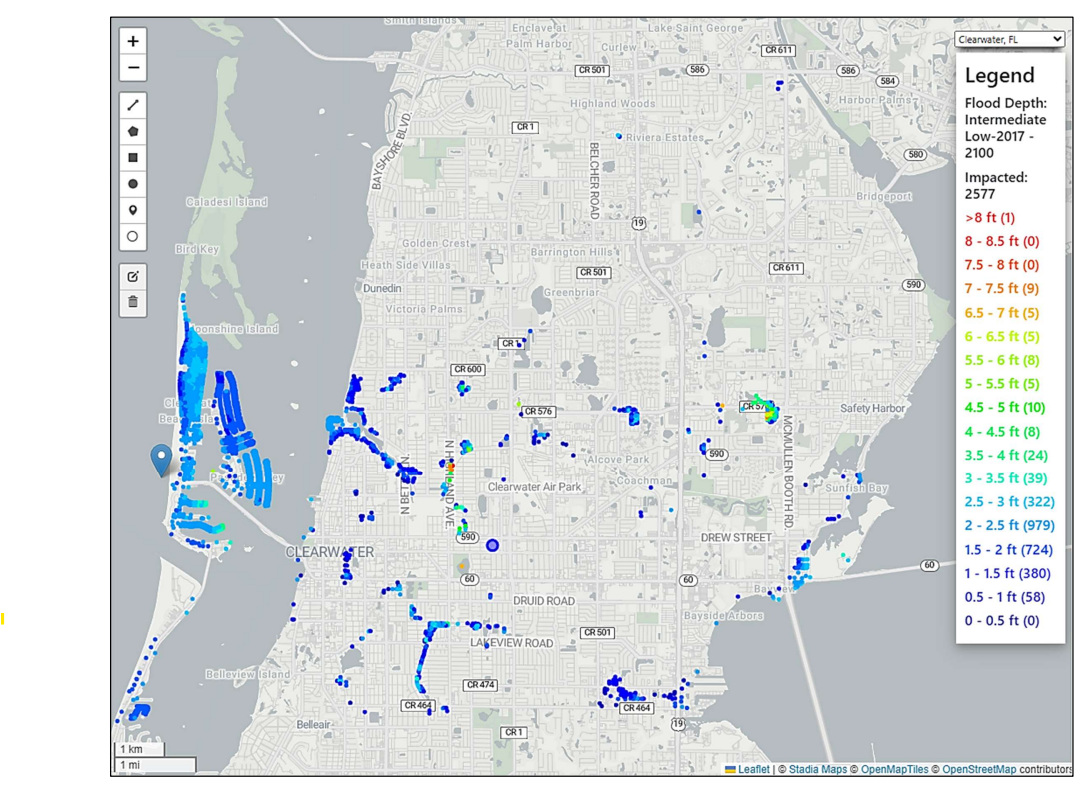 Smith Islands
Enclave at
Palm Harbor
Lake Saint George
Curlew
CR 611
CR 501
586
586
584
Harbor Palms
Highland Woods
CR 1
Riviera Estates
BAYSHORE BLVD.
BELCHER ROAD
580
Caladesi Island
Bridgeport
19
Bird Key
Golden Crest
Barrington Hills
Heath Side Villas
CR 501
CR 611
590
Dunedin
Greenbriar
Victoria Palms
Moonshine Island
CR 1
CR 600
CR 576
Safety Harbor
N HIGHLAND AVE.
MCMULLEN BOOTH RD.
590
Alcove Park
Coachman
Clearwater Air Park
Sunfish Bay
590
CLEARWATER
DREW STREET
60
60
60
DRUID ROAD
Bayside Arbors
LAKEVIEW ROAD
CR 501
Belleview Island
CR 474
CR 464
CR 464
Belleair
19
CR 1
+
−
Clearwater, FL
Legend
Flood Depth:
Intermediate
Low-2017 -
2100
Impacted:
2577
>8 ft (1)
8 - 8.5 ft (0)
7.5 - 8 ft (0)
7 - 7.5 ft (9)
6.5 - 7 ft (5)
6 - 6.5 ft (5)
5.5 - 6 ft (8)
5 - 5.5 ft (5)
4.5 - 5 ft (10)
4 - 4.5 ft (8)
3.5 - 4 ft (24)
3 - 3.5 ft (39)
2.5 - 3 ft (322)
2 - 2.5 ft (979)
1.5 - 2 ft (724)
1 - 1.5 ft (380)
0.5 - 1 ft (58)
0 - 0.5 ft (0)
1 km
1 mi
Leaflet | © Stadia Maps © OpenMapTiles © OpenStreetMap contributors